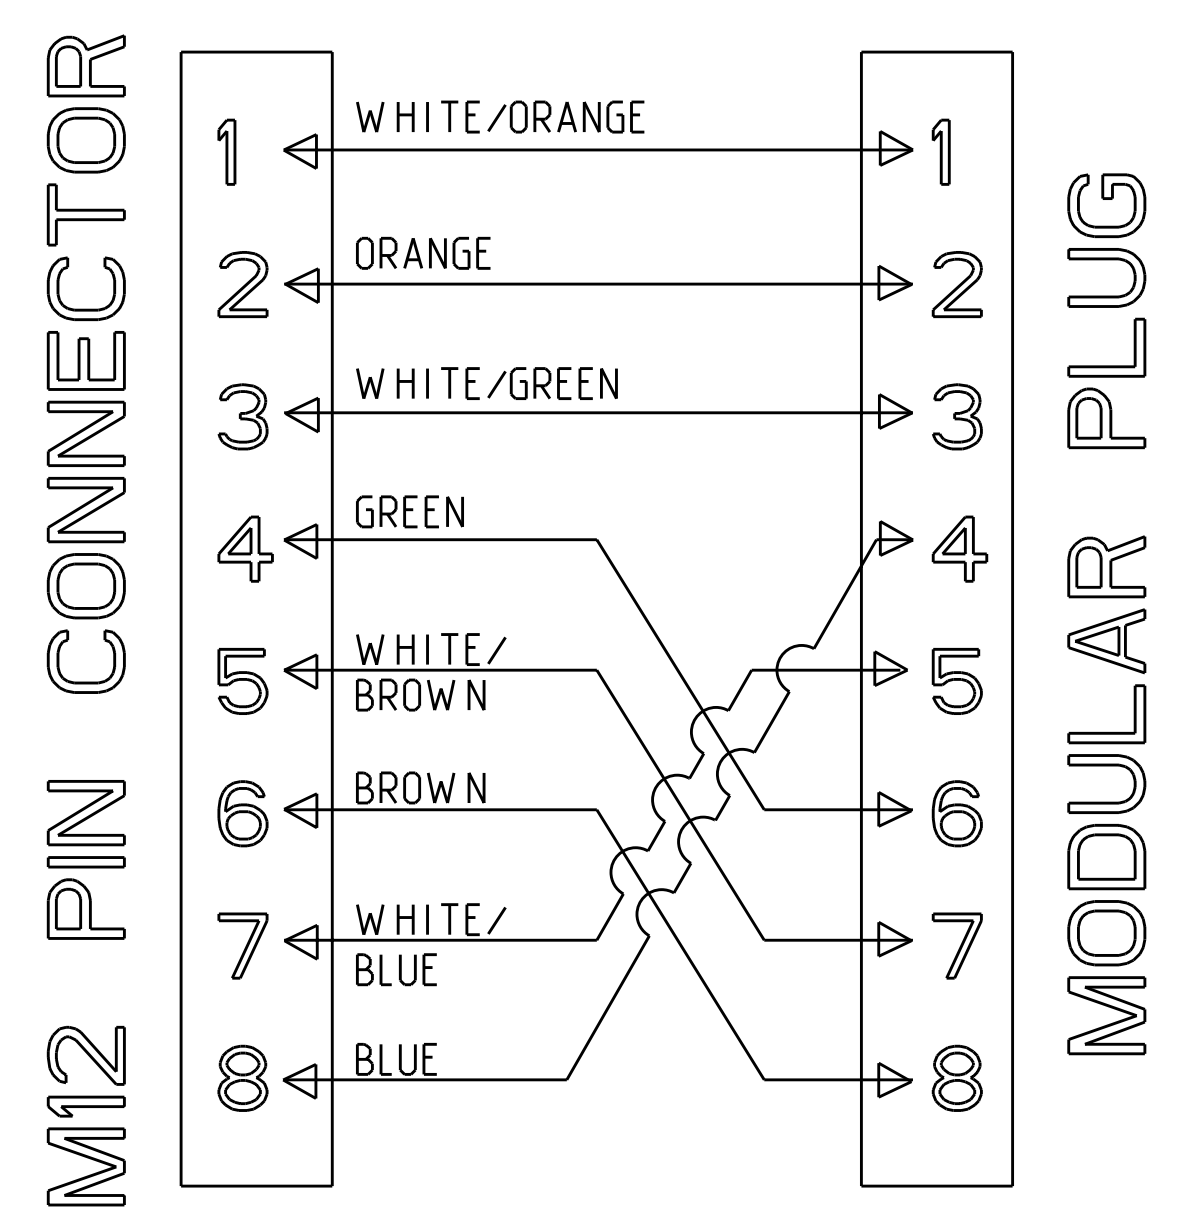 M12 PIN CONNECTOR
1 WHITE/ORANGE 1
2 ORANGE 2
3 WHITE/GREEN 3
4 GREEN 4
5 WHITE/ 5
BROWN
6 BROWN 6
7 WHITE/ 7
BLUE
8 BLUE 8
MODULAR PLUG